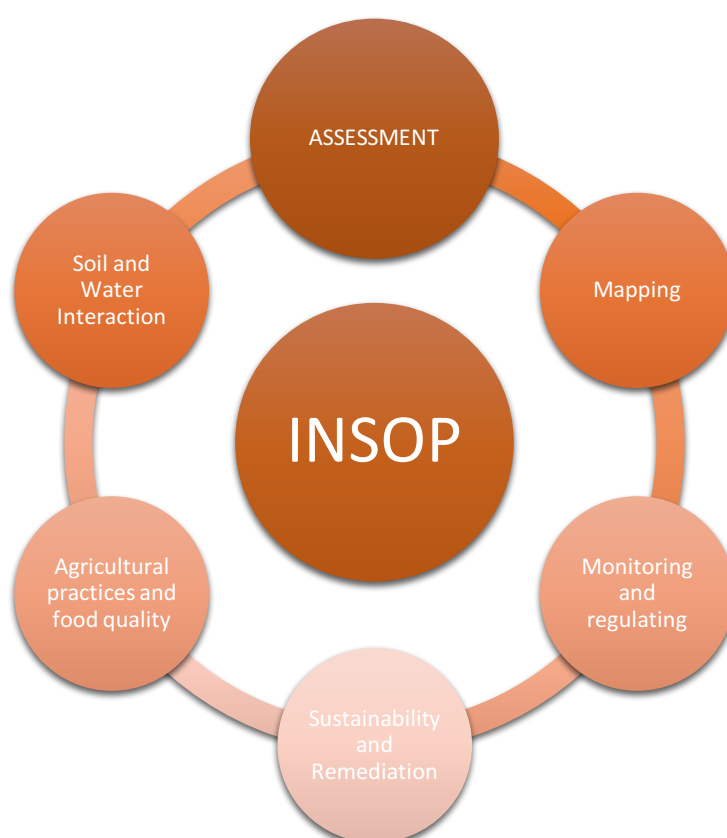 ASSESSMENT
Mapping
Monitoring
and
regulating
Sustainability
and
Remediation
Agricultural
practices and
food quality
Soil and
Water
Interaction
INSOP